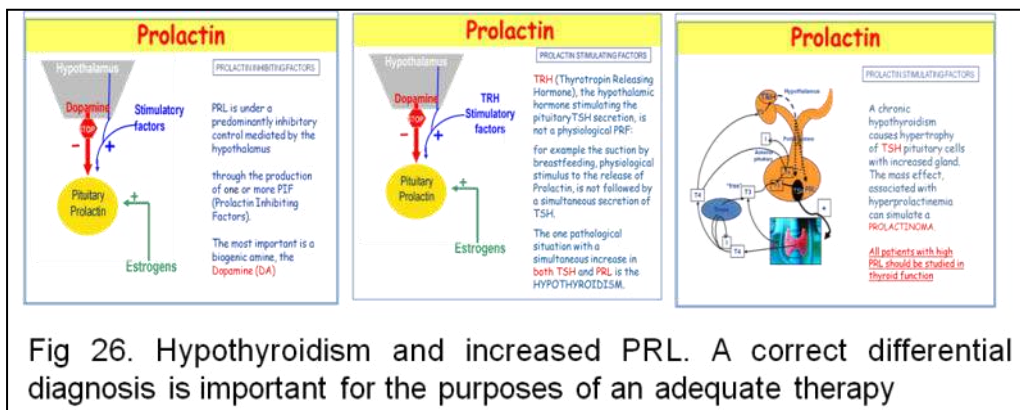 Prolactin
Hypothalamus
Dopamine
STOP
Stimulatory
factors
-
+
Pituitary
Prolactin
+
Estrogens
PROLACTIN INHIBITING FACTORS
PRL is under a
predominantly inhibitory
control mediated by the
hypothalamus
through the production
of one or more PIF
(Prolactin Inhibiting
Factors).
The most important is a
biogenic amine, the
Dopamine (DA)
Prolactin
Hypothalamus
Dopamine
STOP
TRH
Stimulatory
factors
-
+
Pituitary
Prolactin
+
Estrogens
PROLACTIN STIMULATING FACTORS
TRH (Thyrotropin Releasing
Hormone), the hypothalamic
hormone stimulating the
pituitary TSH secretion, is
not a physiological PRF:
for example the suction by
breastfeeding, physiological
stimulus to the release of
Prolactin, is not followed by
a simultaneous secretion of
TSH.
The one pathological
situation with a
simultaneous increase in
both TSH and PRL is the
HYPOTHYROIDISM.
Prolactin
PROLACTIN STIMULATING FACTORS
TRH
Hypothalamus
Anterior
pituitary
"free"
T4
T3
TSH PRL
T4
+
A chronic
hypothyroidism
causes hypertrophy
of TSH pituitary cells
with increased gland.
The mass effect,
associated with
hyperprolactinemia
can simulate a
PROLACTINOMA.
All patients with high
PRL should be studied in
thyroid function
Fig 26. Hypothyroidism and increased PRL. A correct differential
diagnosis is important for the purposes of an adequate therapy